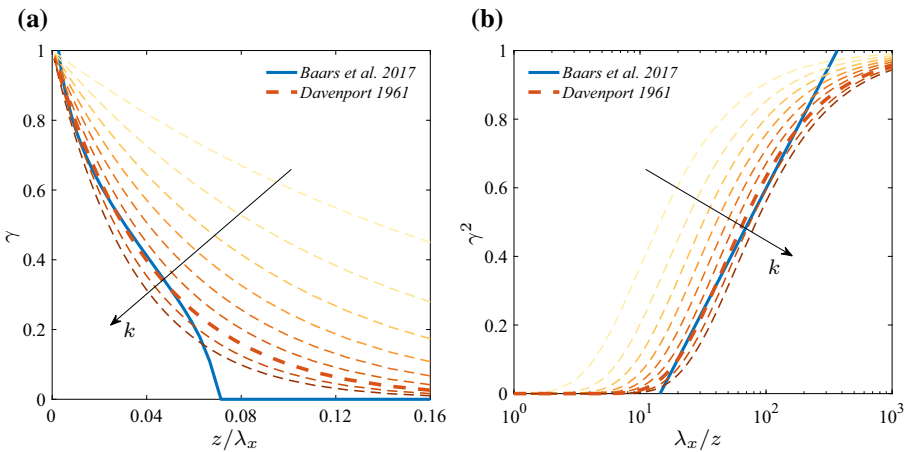 (a)
1
0.8
0.6
0.4
0.2
0
γ
0
0.04
0.08
0.12
0.16
z/λₓ
Baars et al. 2017
Davenport 1961
k
(b)
1
0.8
0.6
0.4
0.2
0
γ²
10⁰
10¹
10²
10³
λₓ/z
Baars et al. 2017
Davenport 1961
k